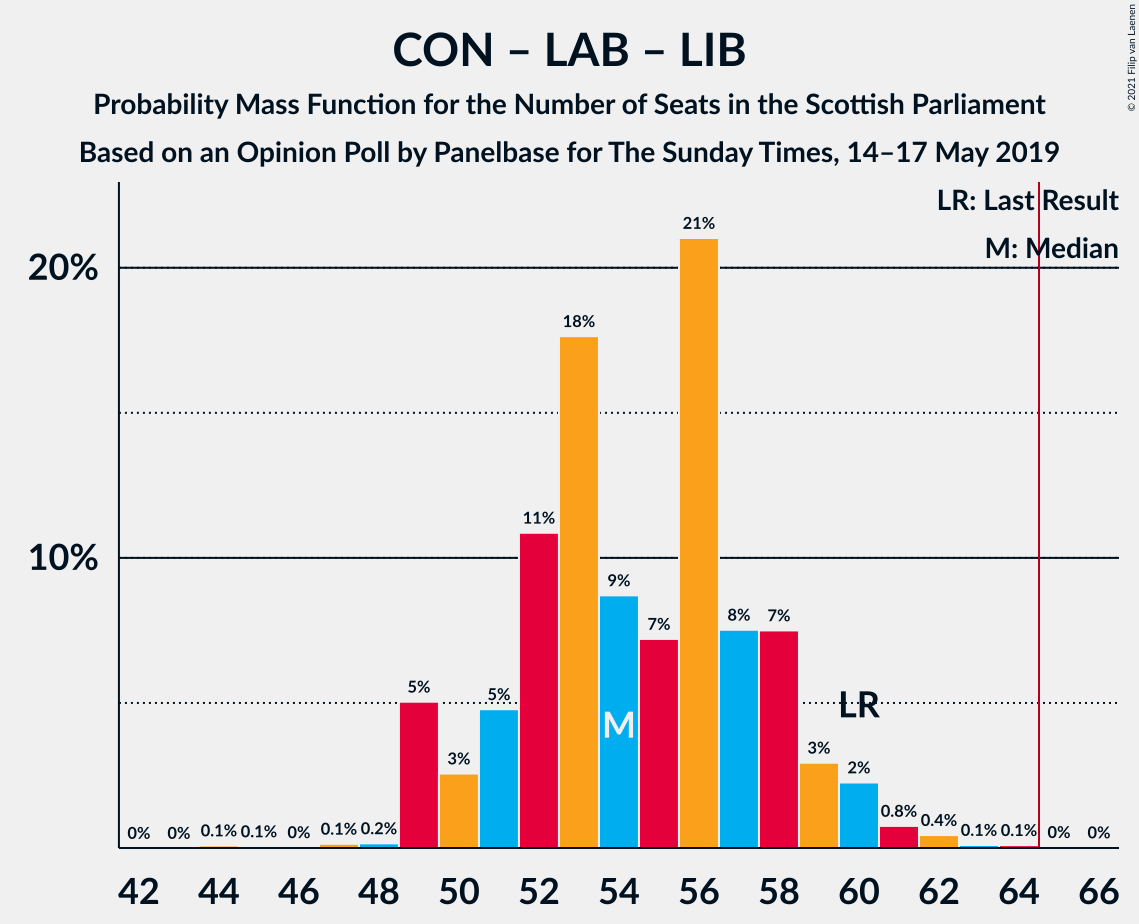 CON – LAB – LIB
Probability Mass Function for the Number of Seats in the Scottish Parliament
Based on an Opinion Poll by Panelbase for The Sunday Times, 14–17 May 2019
© 2021 Filip van Laenen
LR: Last Result
M: Median
20%
10%
0% 0% 0.1% 0.1% 0% 0.1% 0.2% 5% 3% 5% 11% 18% 9% 7% 21% 8% 7% 3% 2% 0.8% 0.4% 0.1% 0.1% 0% 0%
M
LR
42 44 46 48 50 52 54 56 58 60 62 64 66